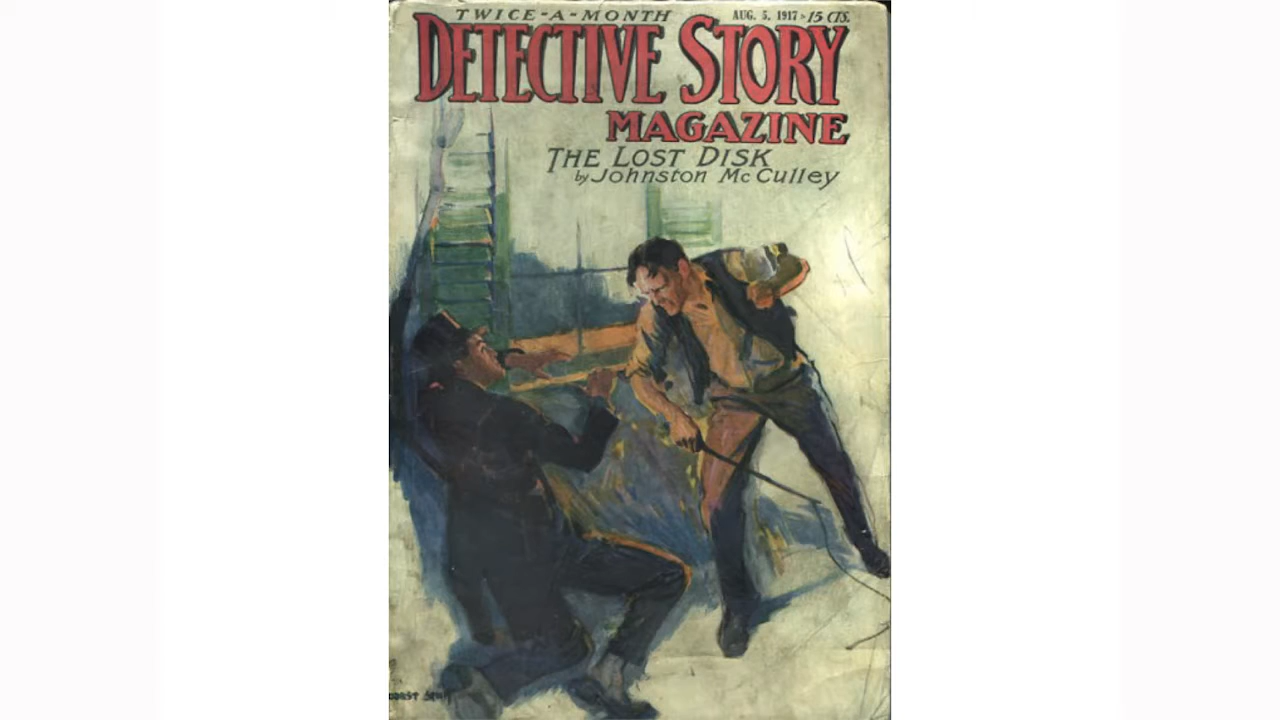 TWICE-A-MONTH AUG. 5, 1917 15 CTS.
DETECTIVE STORY
MAGAZINE
THE LOST DISK
by Johnston McCulley